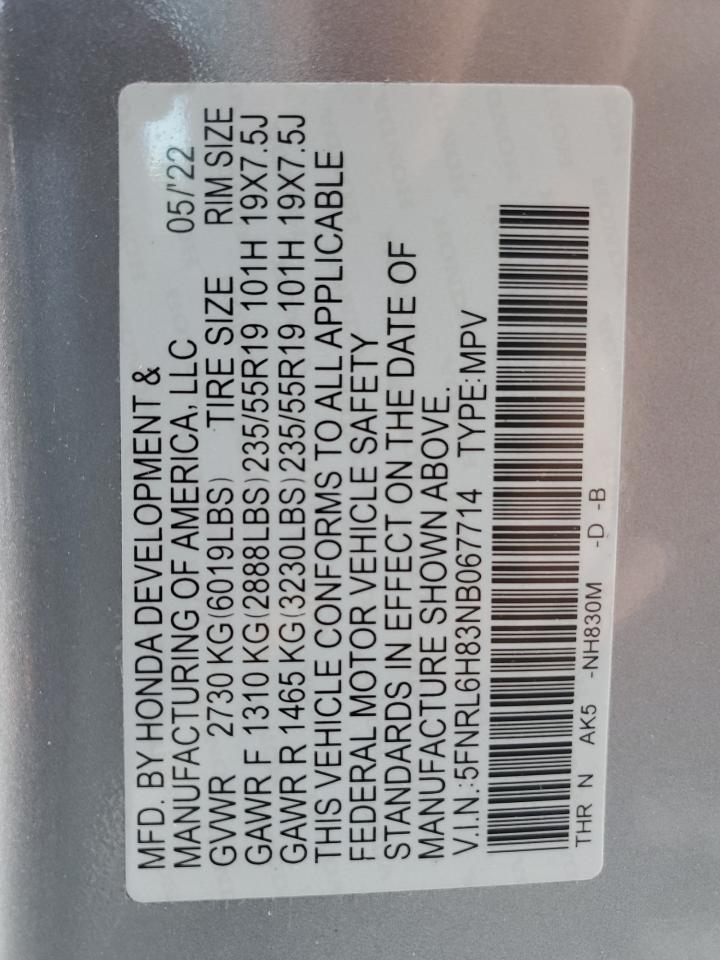 MFD. BY HONDA DEVELOPMENT &
MANUFACTURING OF AMERICA, LLC 05/'22
GVWR 2730 KG(6019LBS) TIRE SIZE RIM SIZE
GAWR F 1310 KG(2888LBS) 235/55R19 101H 19X7.5J
GAWR R 1465 KG(3230LBS) 235/55R19 101H 19X7.5J
THIS VEHICLE CONFORMS TO ALL APPLICABLE
FEDERAL MOTOR VEHICLE SAFETY
STANDARDS IN EFFECT ON THE DATE OF
MANUFACTURE SHOWN ABOVE.
V.I.N.:5FNRL6H83NB067714 TYPE:MPV
THR N AK5 -NH830M -D -B